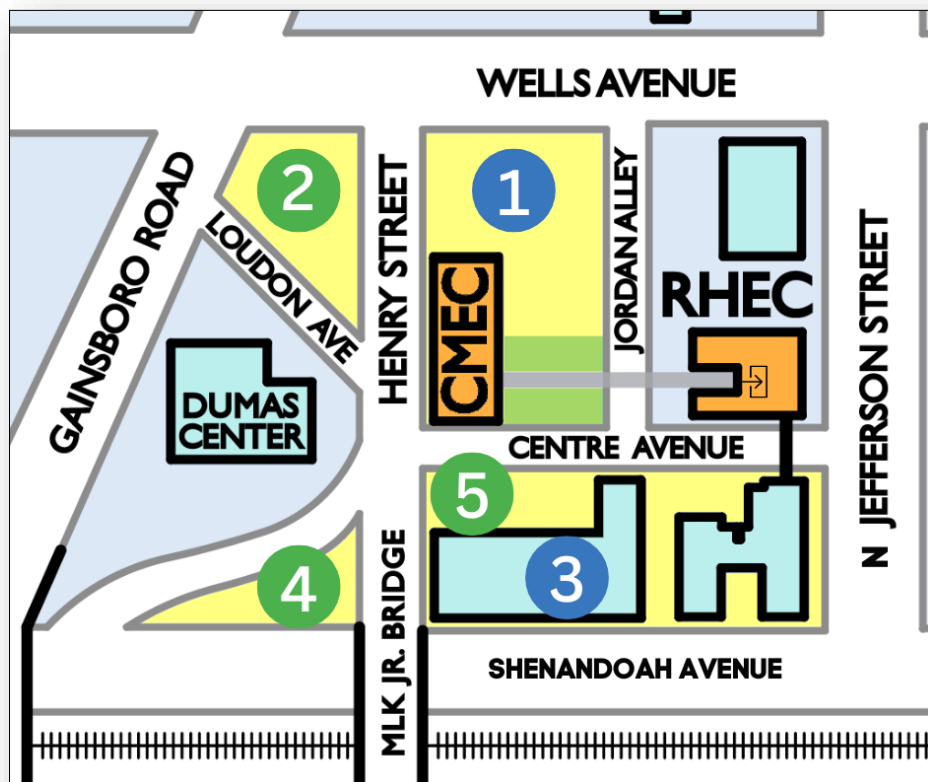 WELLS AVENUE
2
1
GAINSBORO ROAD
LOUDON AVE
HENRY STREET
JORDAN ALLEY
CMEC
RHEC
N JEFFERSON STREET
DUMAS
CENTER
CENTRE AVENUE
5
3
4
MLK JR. BRIDGE
SHENANDOAH AVENUE